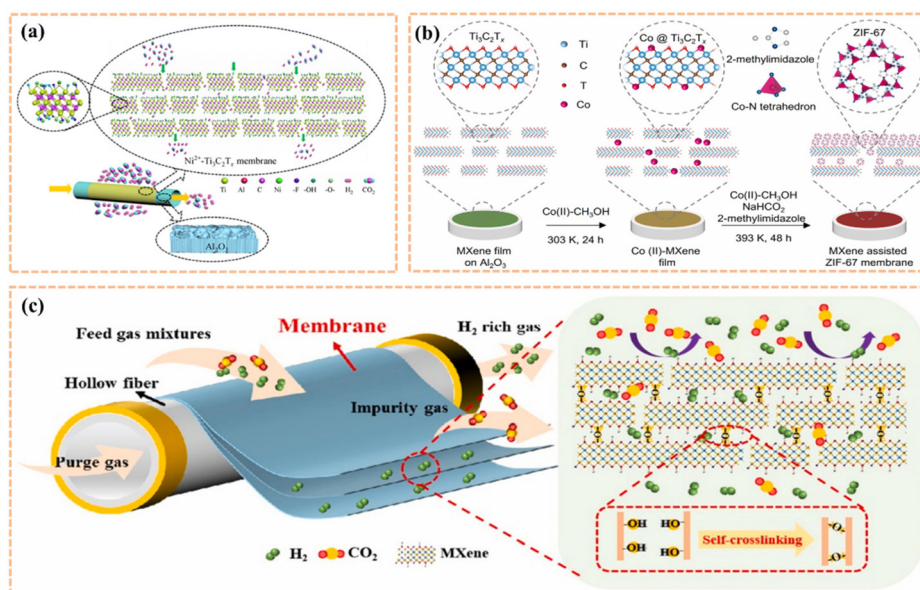 (a)
Ni²⁺-Ti₃C₂Tₓ membrane
Ti Al C Ni -F -OH -O- H₂ CO₂
Al₂O₃
(b)
Ti₃C₂Tₓ
Co @ Ti₃C₂Tₓ
ZIF-67
Ti
C
T
Co
2-methylimidazole
Co-N tetrahedron
Co(II)-CH₃OH
303 K, 24 h
Co(II)-CH₃OH
NaHCO₂
2-methylimidazole
393 K, 48 h
MXene film
on Al₂O₃
Co (II)-MXene
film
MXene assisted
ZIF-67 membrane
(c)
Feed gas mixtures
Membrane
H₂ rich gas
Hollow fiber
Impurity gas
Purge gas
H₂ CO₂ MXene
-OH HO-
-OH HO-
Self-crosslinking